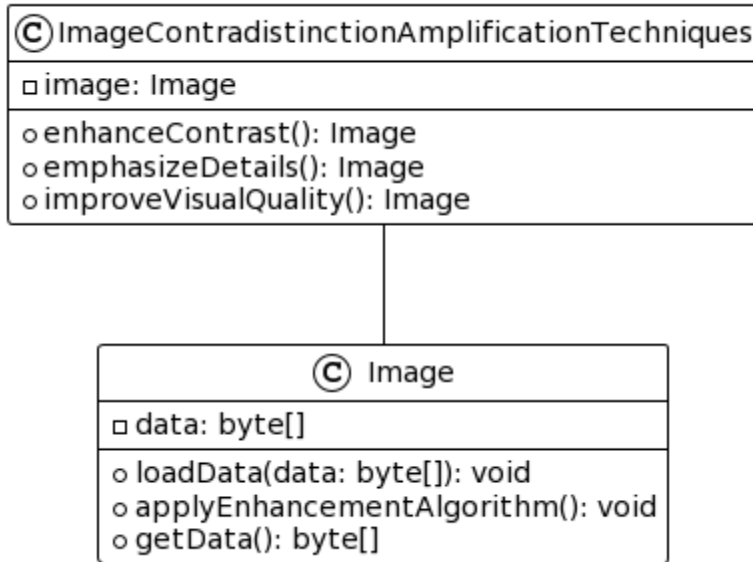 C ImageContradistinctionAmplificationTechniques
image: Image
enhanceContrast(): Image
emphasizeDetails(): Image
improveVisualQuality(): Image
C Image
data: byte[]
loadData(data: byte[]): void
applyEnhancementAlgorithm(): void
getData(): byte[]